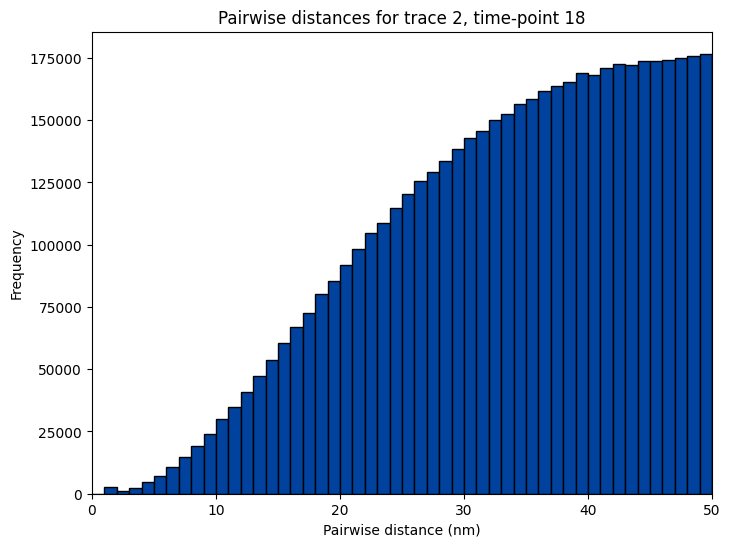 Pairwise distances for trace 2, time-point 18
175000
150000
125000
100000
75000
50000
25000
0
Frequency
0 10 20 30 40 50
Pairwise distance (nm)